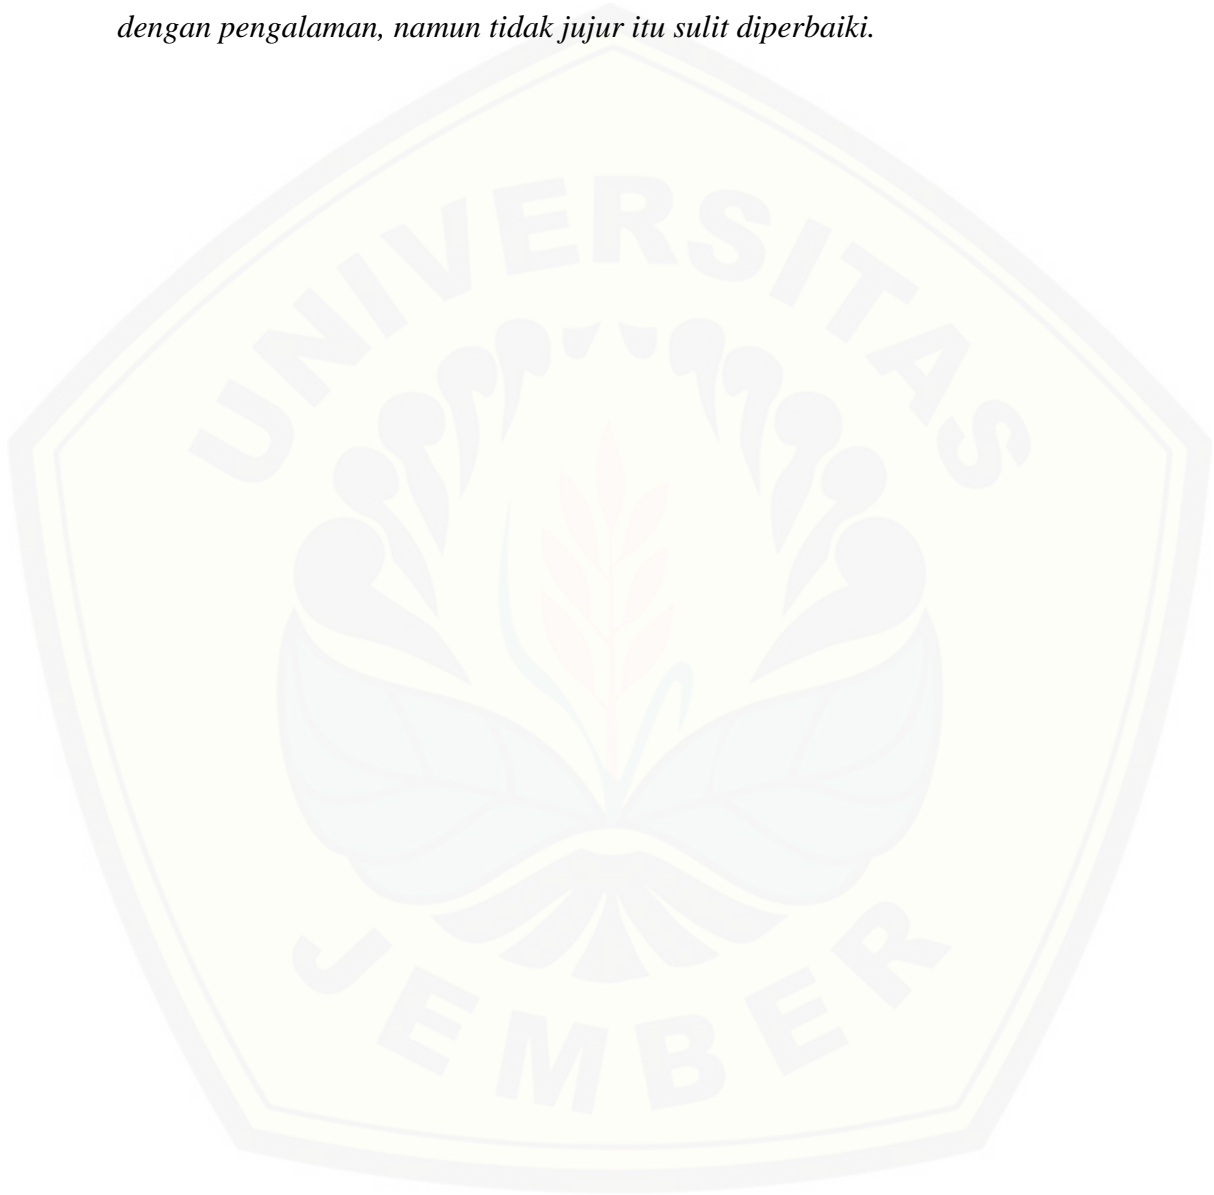 dengan pengalaman, namun tidak jujur itu sulit diperbaiki.
UNIVERSITAS
JEMBER